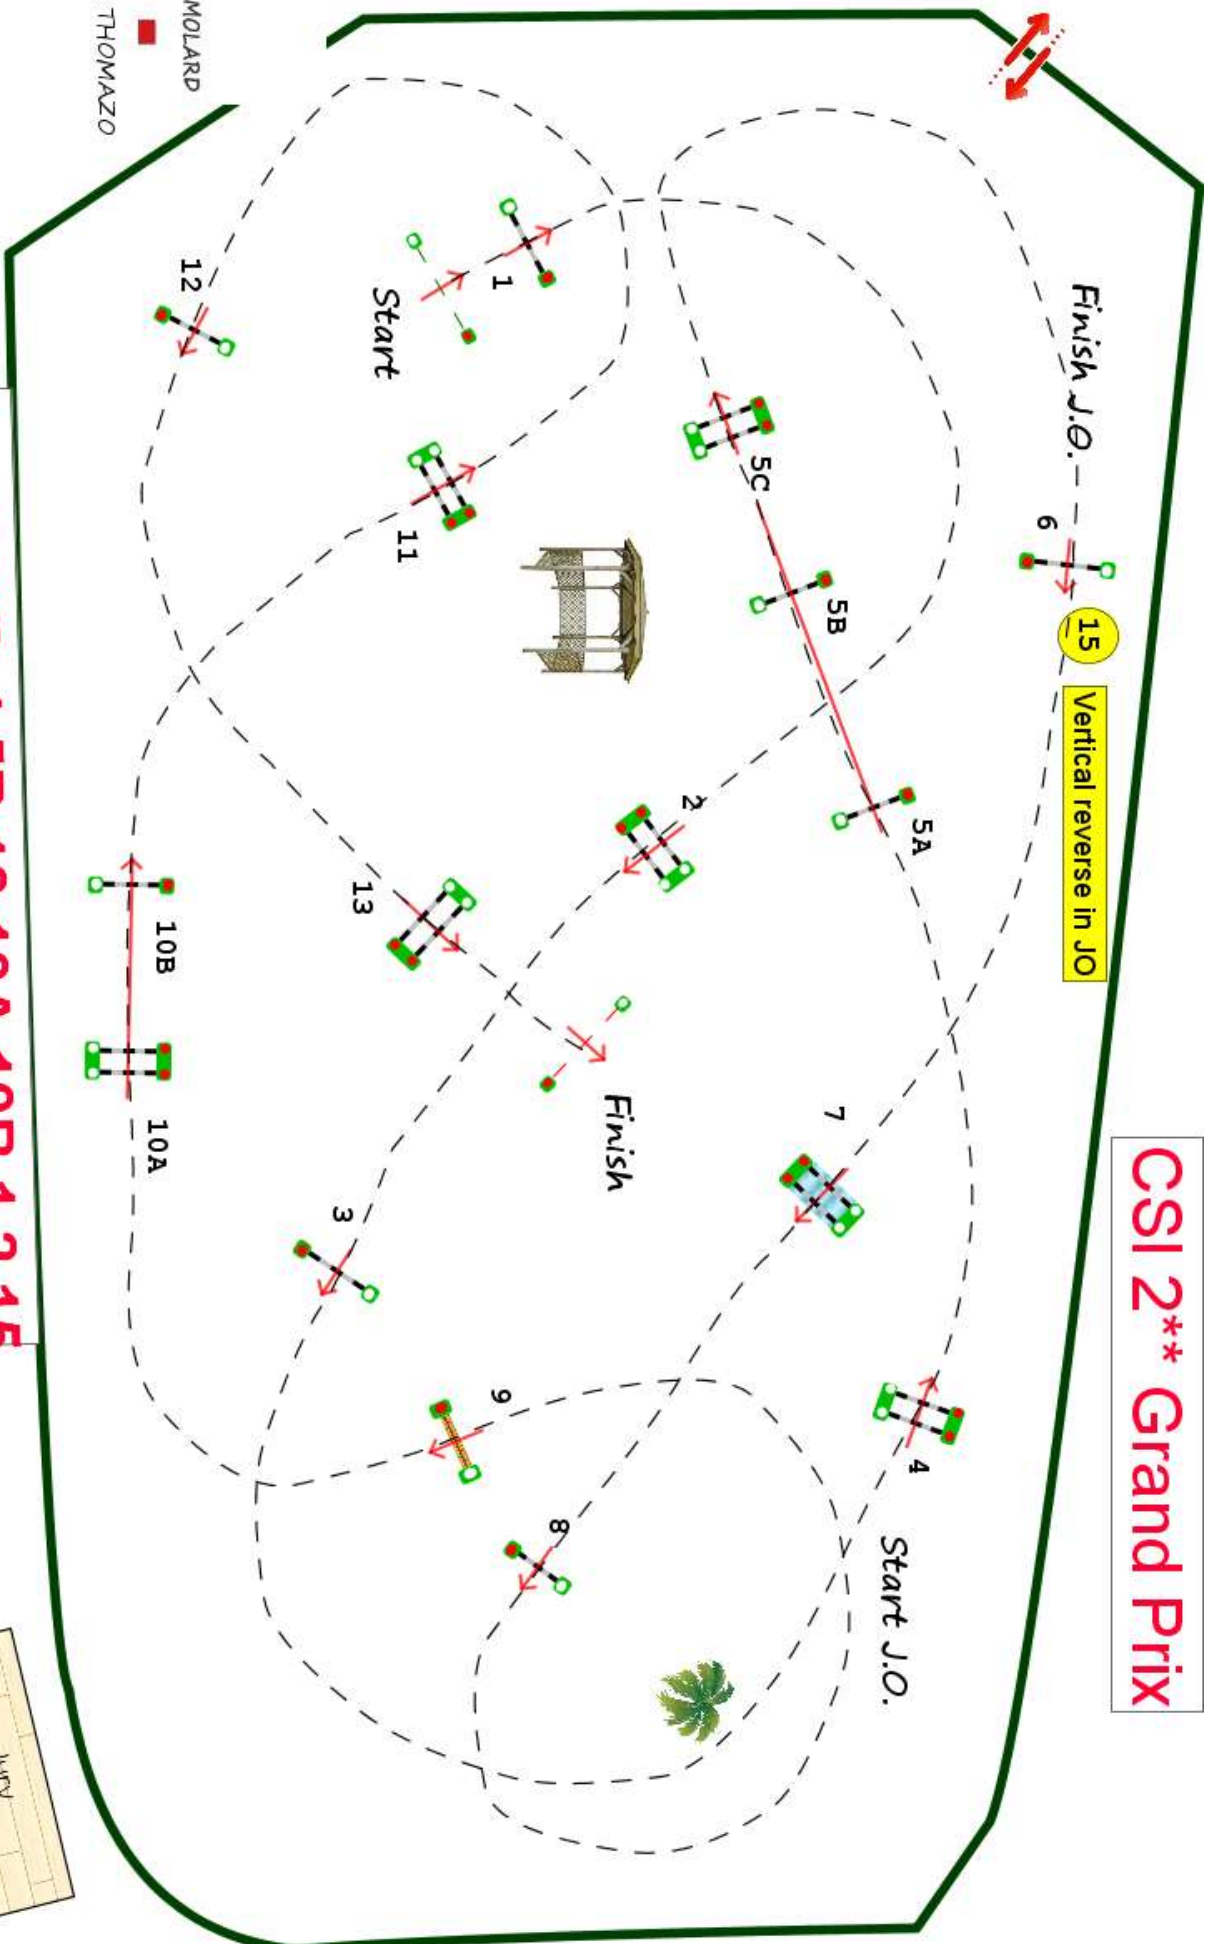 CSI 2** Grand Prix
Finish J.O.
6
15
Vertical reverse in JO
5A
5B
5C
4
Start J.O.
7
2
Finish
1
Start
11
13
8
9
3
12
10B
10A
MOLARD
THOMAZO